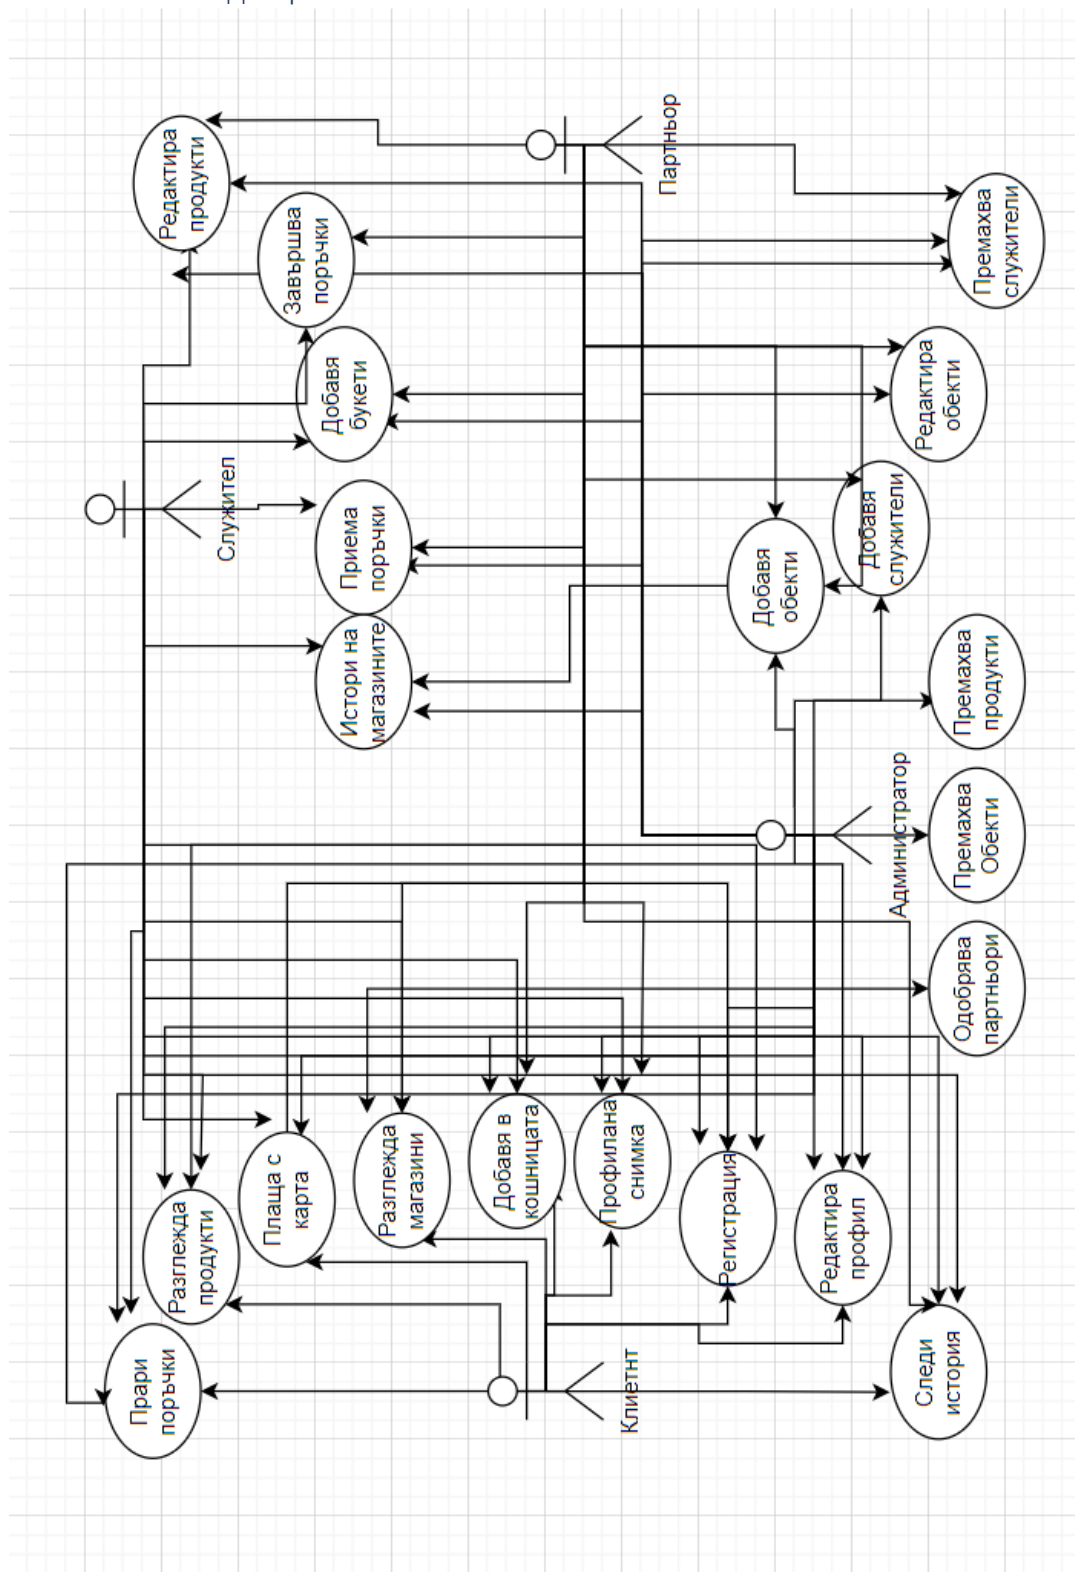 Редактира
продукти
Завършва
поръчки
Добавя
букети
Служител
Приема
поръчки
Истори на
магазините
Партньор
Премахва
служители
Редактира
обекти
Добавя
служители
Добавя
обекти
Премахва
продукти
Администратор
Премахва
Обекти
Одобрява
партньори
Прари
поръчки
Разглежда
продукти
Плаща с
карта
Разглежда
магазини
Добавя в
кошницата
Профилана
снимка
Регистрация
Редактира
профил
Следи
история
Клиетнт